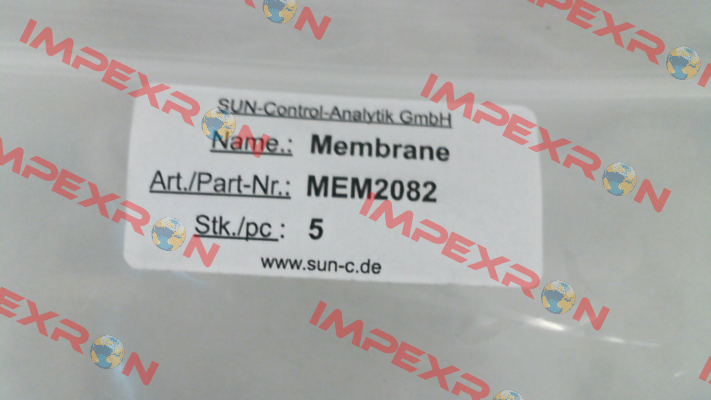 SUN-Control-Analytik GmbH
Name.: Membrane
Art./Part-Nr.: MEM2082
Stk./pc : 5
www.sun-c.de
IMPEXRON
IMPEXRON
IMPEXRON
IMPEXRON
IMPEXRON
IMPEXRON
IMPEXRON